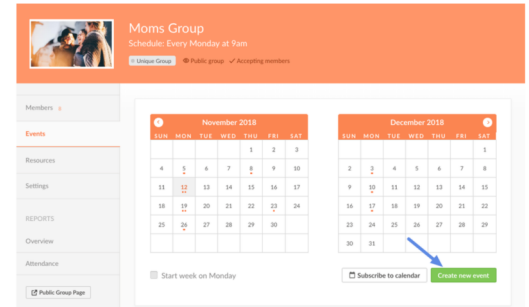 Moms Group
Schedule: Every Monday at 9am
Unique Group Public group Accepting members
Members
Events
Resources
Settings
REPORTS
Overview
Attendance
Public Group Page
November 2018
SUN MON TUE WED THU FRI SAT
1 2 3
4 5 6 7 8 9 10
11 12 13 14 15 16 17
18 19 20 21 22 23 24
25 26 27 28 29 30
December 2018
SUN MON TUE WED THU FRI SAT
1
2 3 4 5 6 7 8
9 10 11 12 13 14 15
16 17 18 19 20 21 22
23 24 25 26 27 28 29
30 31
Start week on Monday
Subscribe to calendar
Create new event